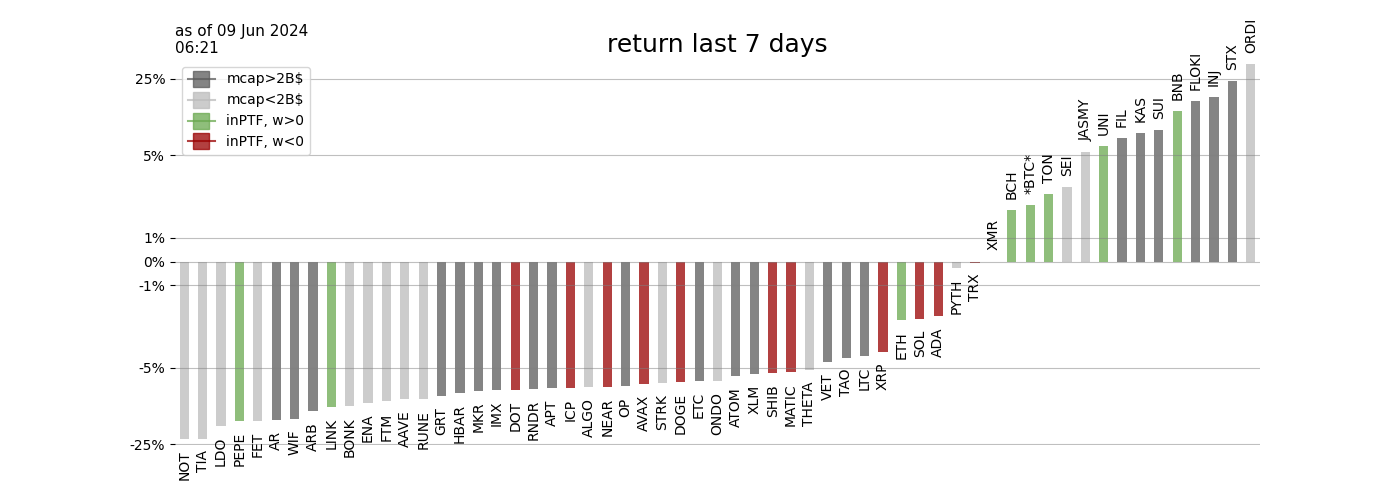 as of 09 Jun 2024
06:21
return last 7 days
mcap>2B$
mcap<2B$
inPTF, w>0
inPTF, w<0
25%
5%
1%
0%
-1%
-5%
-25%
NOT
TIA
LDO
PEPE
FET
AR
WIF
ARB
LINK
BONK
ENA
FTM
AAVE
RUNE
GRT
HBAR
MKR
IMX
DOT
RNDR
APT
ICP
ALGO
NEAR
OP
AVAX
STRK
DOGE
ETC
ONDO
ATOM
XLM
SHIB
MATIC
THETA
VET
TAO
LTC
XRP
ETH
SOL
ADA
PYTH
TRX
XMR
BCH
*BTC*
TON
SEI
JASMY
UNI
FIL
KAS
SUI
BNB
FLOKI
INJ
STX
ORDI